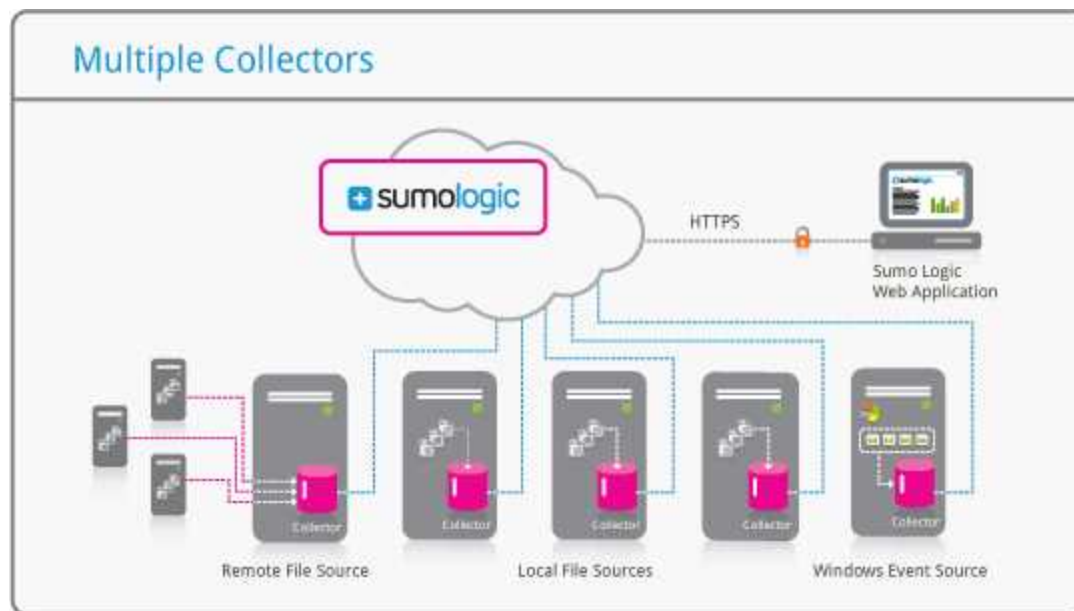 Multiple Collectors
sumologic
HTTPS
Sumo Logic
Web Application
Collector
Collector
Collector
Collector
Collector
Remote File Source
Local File Sources
Windows Event Source